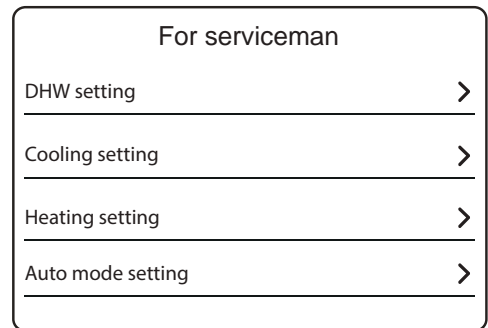 For serviceman
DHW setting
Cooling setting
Heating setting
Auto mode setting